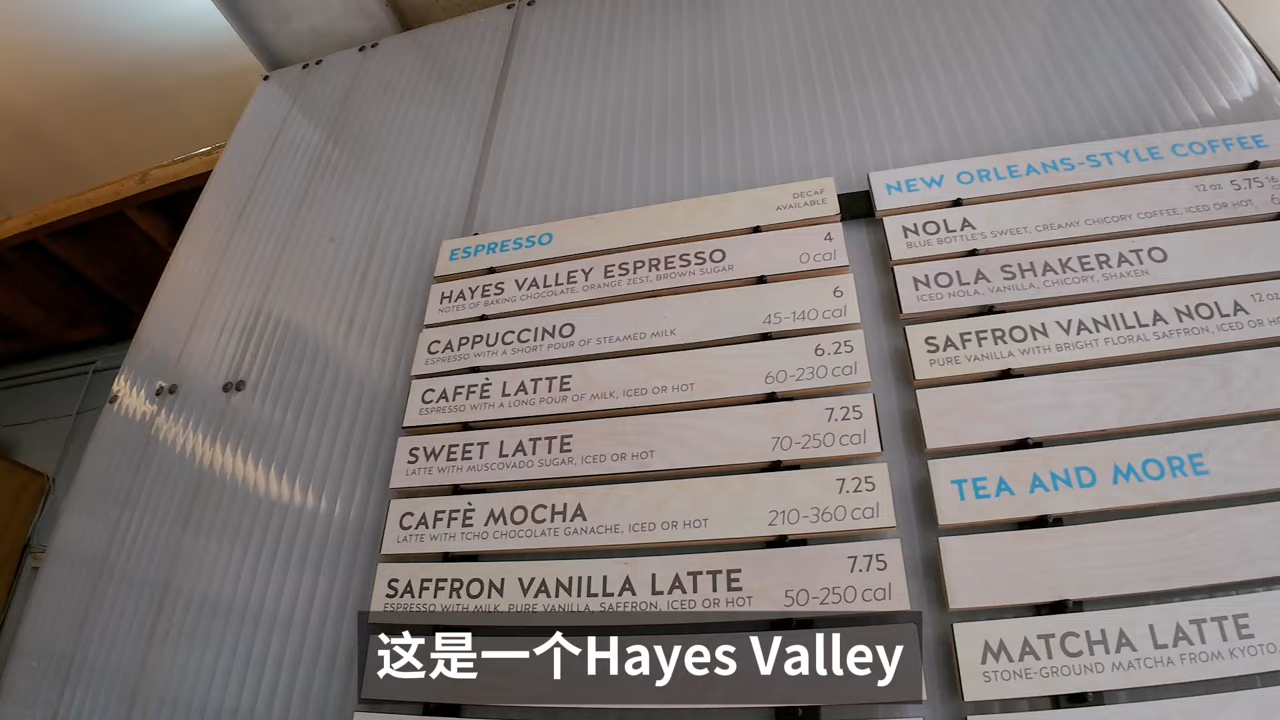 ESPRESSO
DECAF
AVAILABLE
HAYES VALLEY ESPRESSO 4
NOTES OF BAKING CHOCOLATE, ORANGE ZEST, BROWN SUGAR 0 cal
CAPPUCCINO 6
ESPRESSO WITH A SHORT POUR OF STEAMED MILK 45-140 cal
CAFFÈ LATTE 6.25
ESPRESSO WITH A LONG POUR OF MILK, ICED OR HOT 60-230 cal
SWEET LATTE 7.25
LATTE WITH MUSCOVADO SUGAR, ICED OR HOT 70-250 cal
CAFFÈ MOCHA 7.25
LATTE WITH TCHO CHOCOLATE GANACHE, ICED OR HOT 210-360 cal
SAFFRON VANILLA LATTE 7.75
ESPRESSO WITH MILK, PURE VANILLA, SAFFRON, ICED OR HOT 50-250 cal
NEW ORLEANS-STYLE COFFEE
NOLA 12 oz 5.75 16
BLUE BOTTLE'S SWEET, CREAMY CHICORY COFFEE, ICED OR HOT
NOLA SHAKERATO
ICED NOLA, VANILLA, CHICORY, SHAKEN
SAFFRON VANILLA NOLA 12 oz
PURE VANILLA WITH BRIGHT FLORAL SAFFRON, ICED OR
TEA AND MORE
MATCHA LATTE
STONE-GROUND MATCHA FROM KYOTO
这是一个Hayes Valley